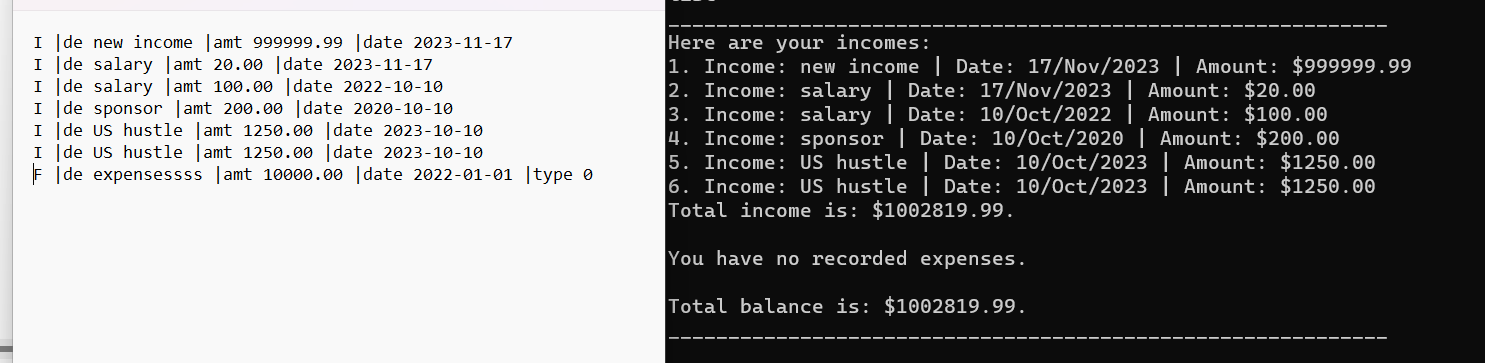 I |de new income |amt 999999.99 |date 2023-11-17
I |de salary |amt 20.00 |date 2023-11-17
I |de salary |amt 100.00 |date 2022-10-10
I |de sponsor |amt 200.00 |date 2020-10-10
I |de US hustle |amt 1250.00 |date 2023-10-10
I |de US hustle |amt 1250.00 |date 2023-10-10
F |de expensessss |amt 10000.00 |date 2022-01-01 |type 0
____________________________________________________________
Here are your incomes:
1. Income: new income | Date: 17/Nov/2023 | Amount: $999999.99
2. Income: salary | Date: 17/Nov/2023 | Amount: $20.00
3. Income: salary | Date: 10/Oct/2022 | Amount: $100.00
4. Income: sponsor | Date: 10/Oct/2020 | Amount: $200.00
5. Income: US hustle | Date: 10/Oct/2023 | Amount: $1250.00
6. Income: US hustle | Date: 10/Oct/2023 | Amount: $1250.00
Total income is: $1002819.99.
You have no recorded expenses.
Total balance is: $1002819.99.
____________________________________________________________